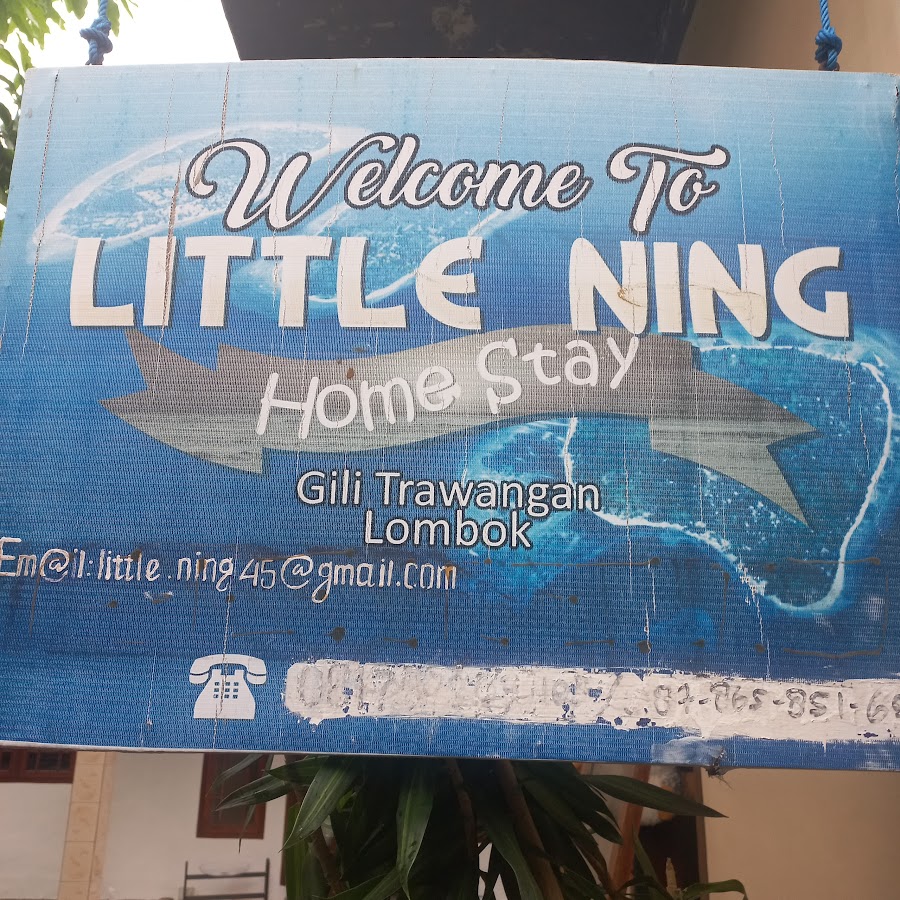 Welcome To
LITTLE NING
Home Stay
Gili Trawangan
Lombok
Em@il:little.ning45@gmail.com